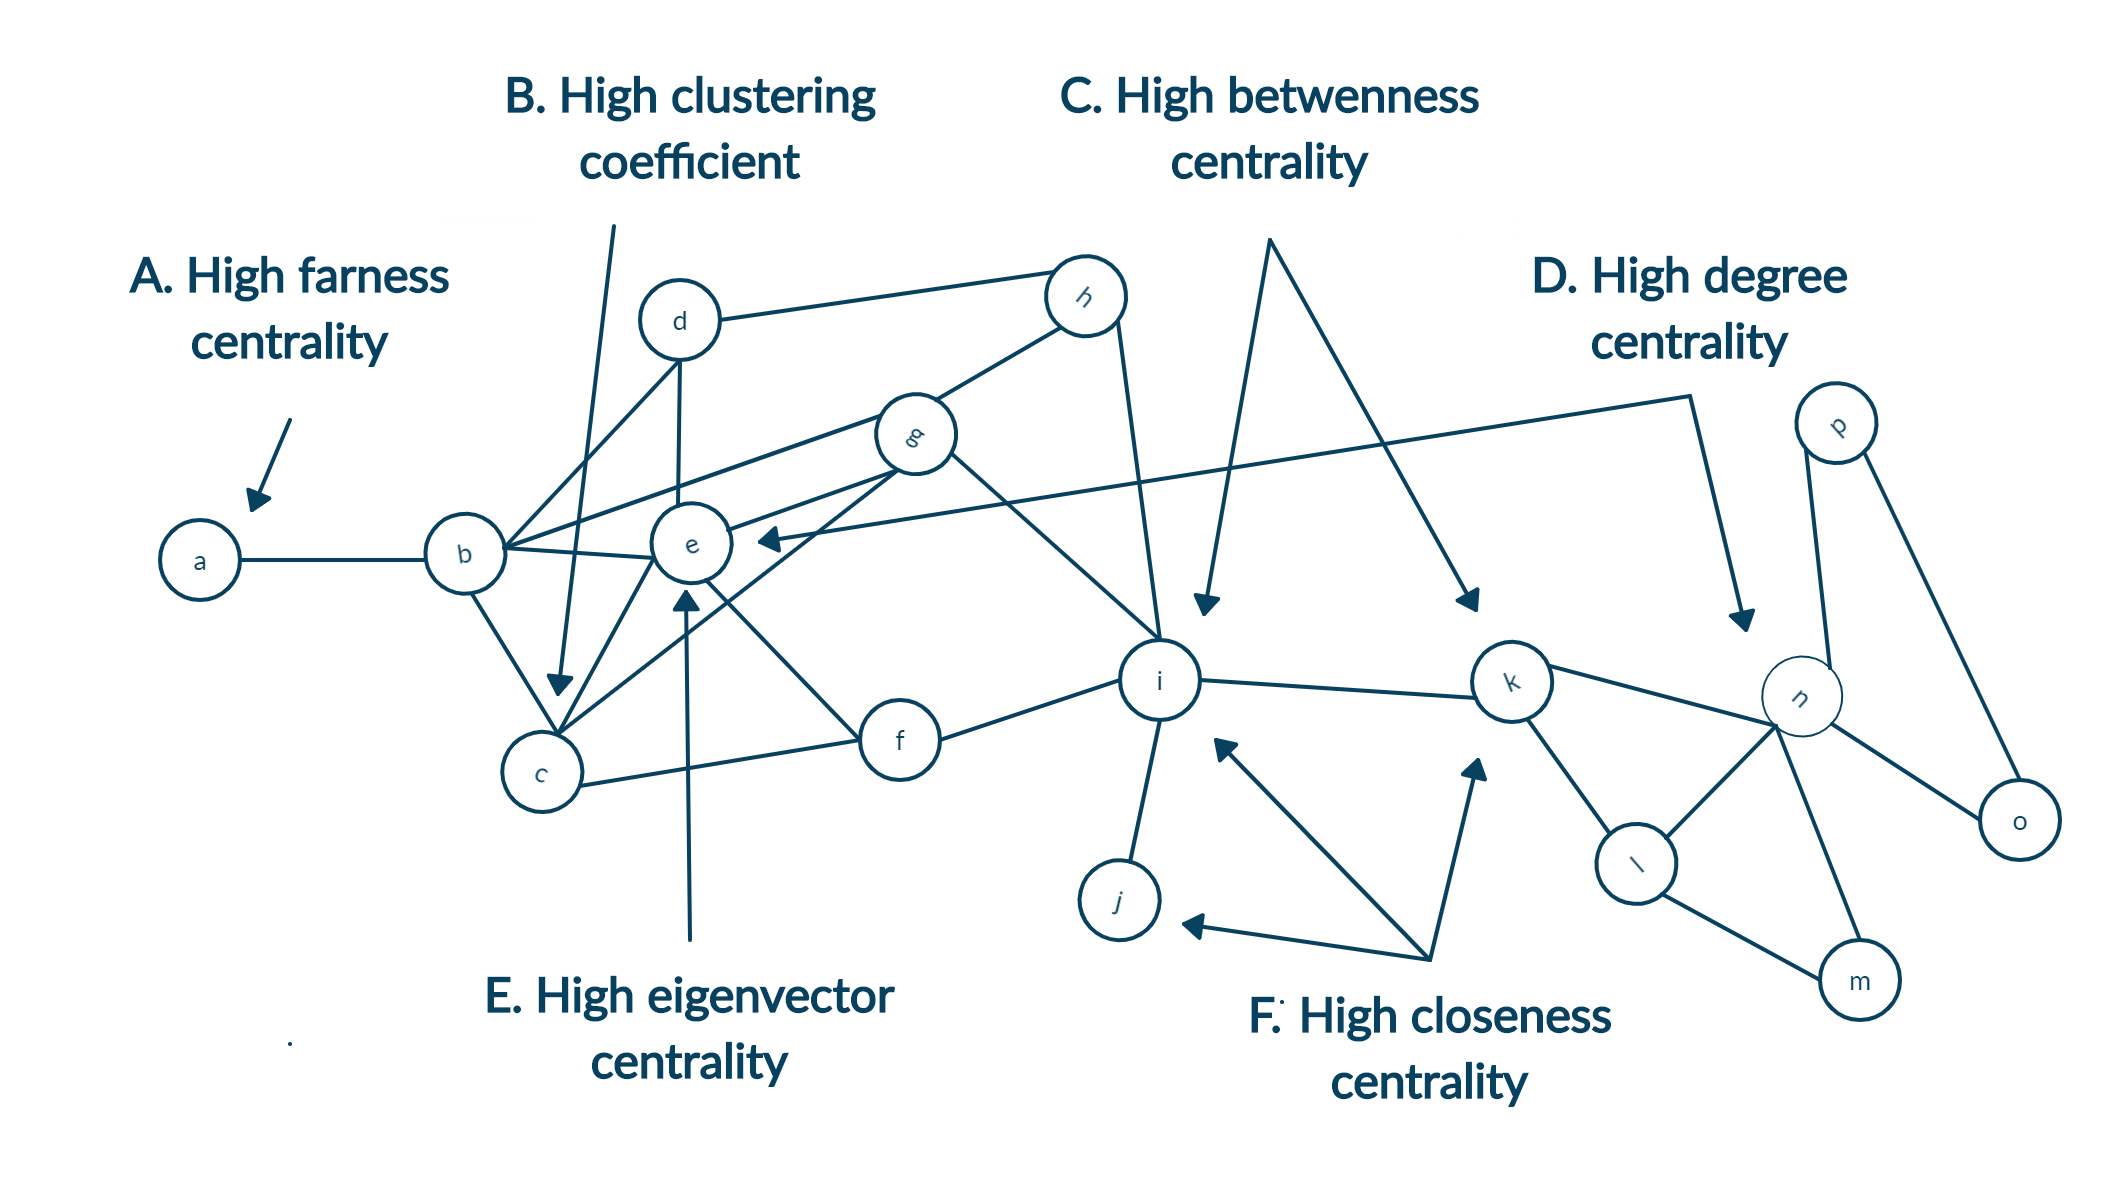 B. High clustering
coefficient
C. High betwenness
centrality
A. High farness
centrality
D. High degree
centrality
d
h
g
p
a
b
e
i
k
n
c
f
l
o
j
m
E. High eigenvector
centrality
F. High closeness
centrality